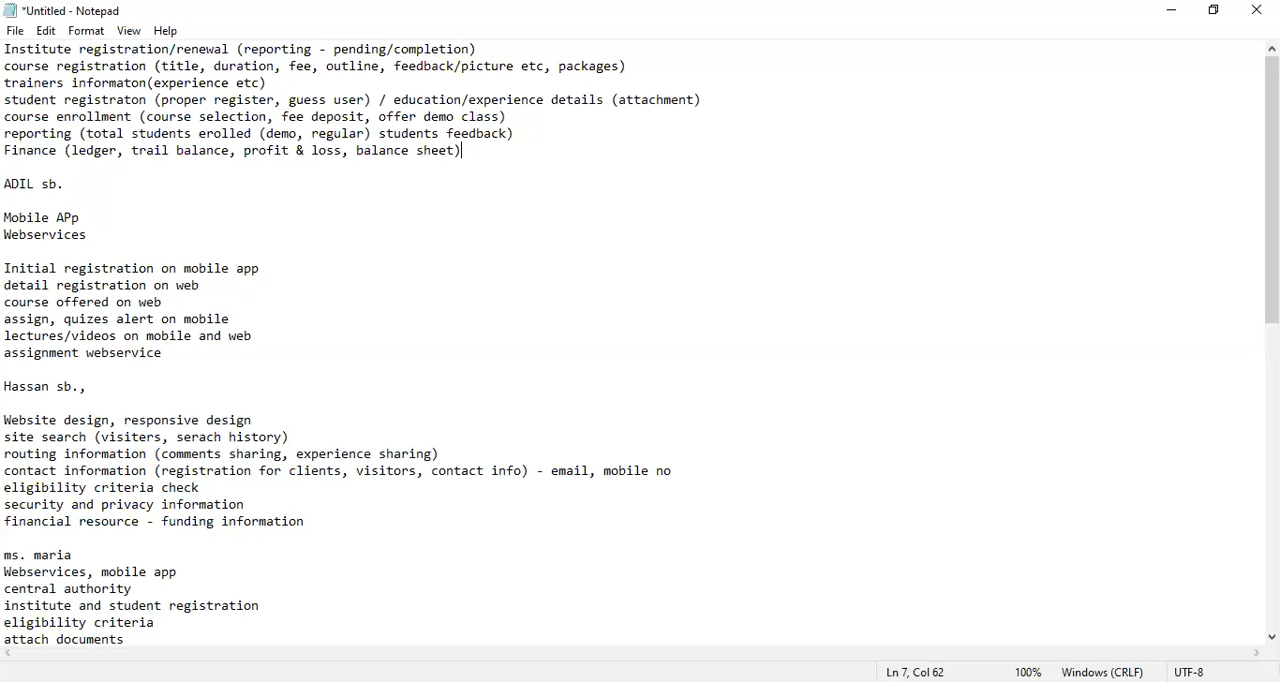 *Untitled - Notepad
File Edit Format View Help
Institute registration/renewal (reporting - pending/completion)
course registration (title, duration, fee, outline, feedback/picture etc, packages)
trainers informaton(experience etc)
student registraton (proper register, guess user) / education/experience details (attachment)
course enrollment (course selection, fee deposit, offer demo class)
reporting (total students erolled (demo, regular) students feedback)
Finance (ledger, trail balance, profit & loss, balance sheet)
ADIL sb.
Mobile APp
Webservices
Initial registration on mobile app
detail registration on web
course offered on web
assign, quizes alert on mobile
lectures/videos on mobile and web
assignment webservice
Hassan sb.,
Website design, responsive design
site search (visiters, serach history)
routing information (comments sharing, experience sharing)
contact information (registration for clients, visitors, contact info) - email, mobile no
eligibility criteria check
security and privacy information
financial resource - funding information
ms. maria
Webservices, mobile app
central authority
institute and student registration
eligibility criteria
attach documents
Ln 7, Col 62 100% Windows (CRLF) UTF-8